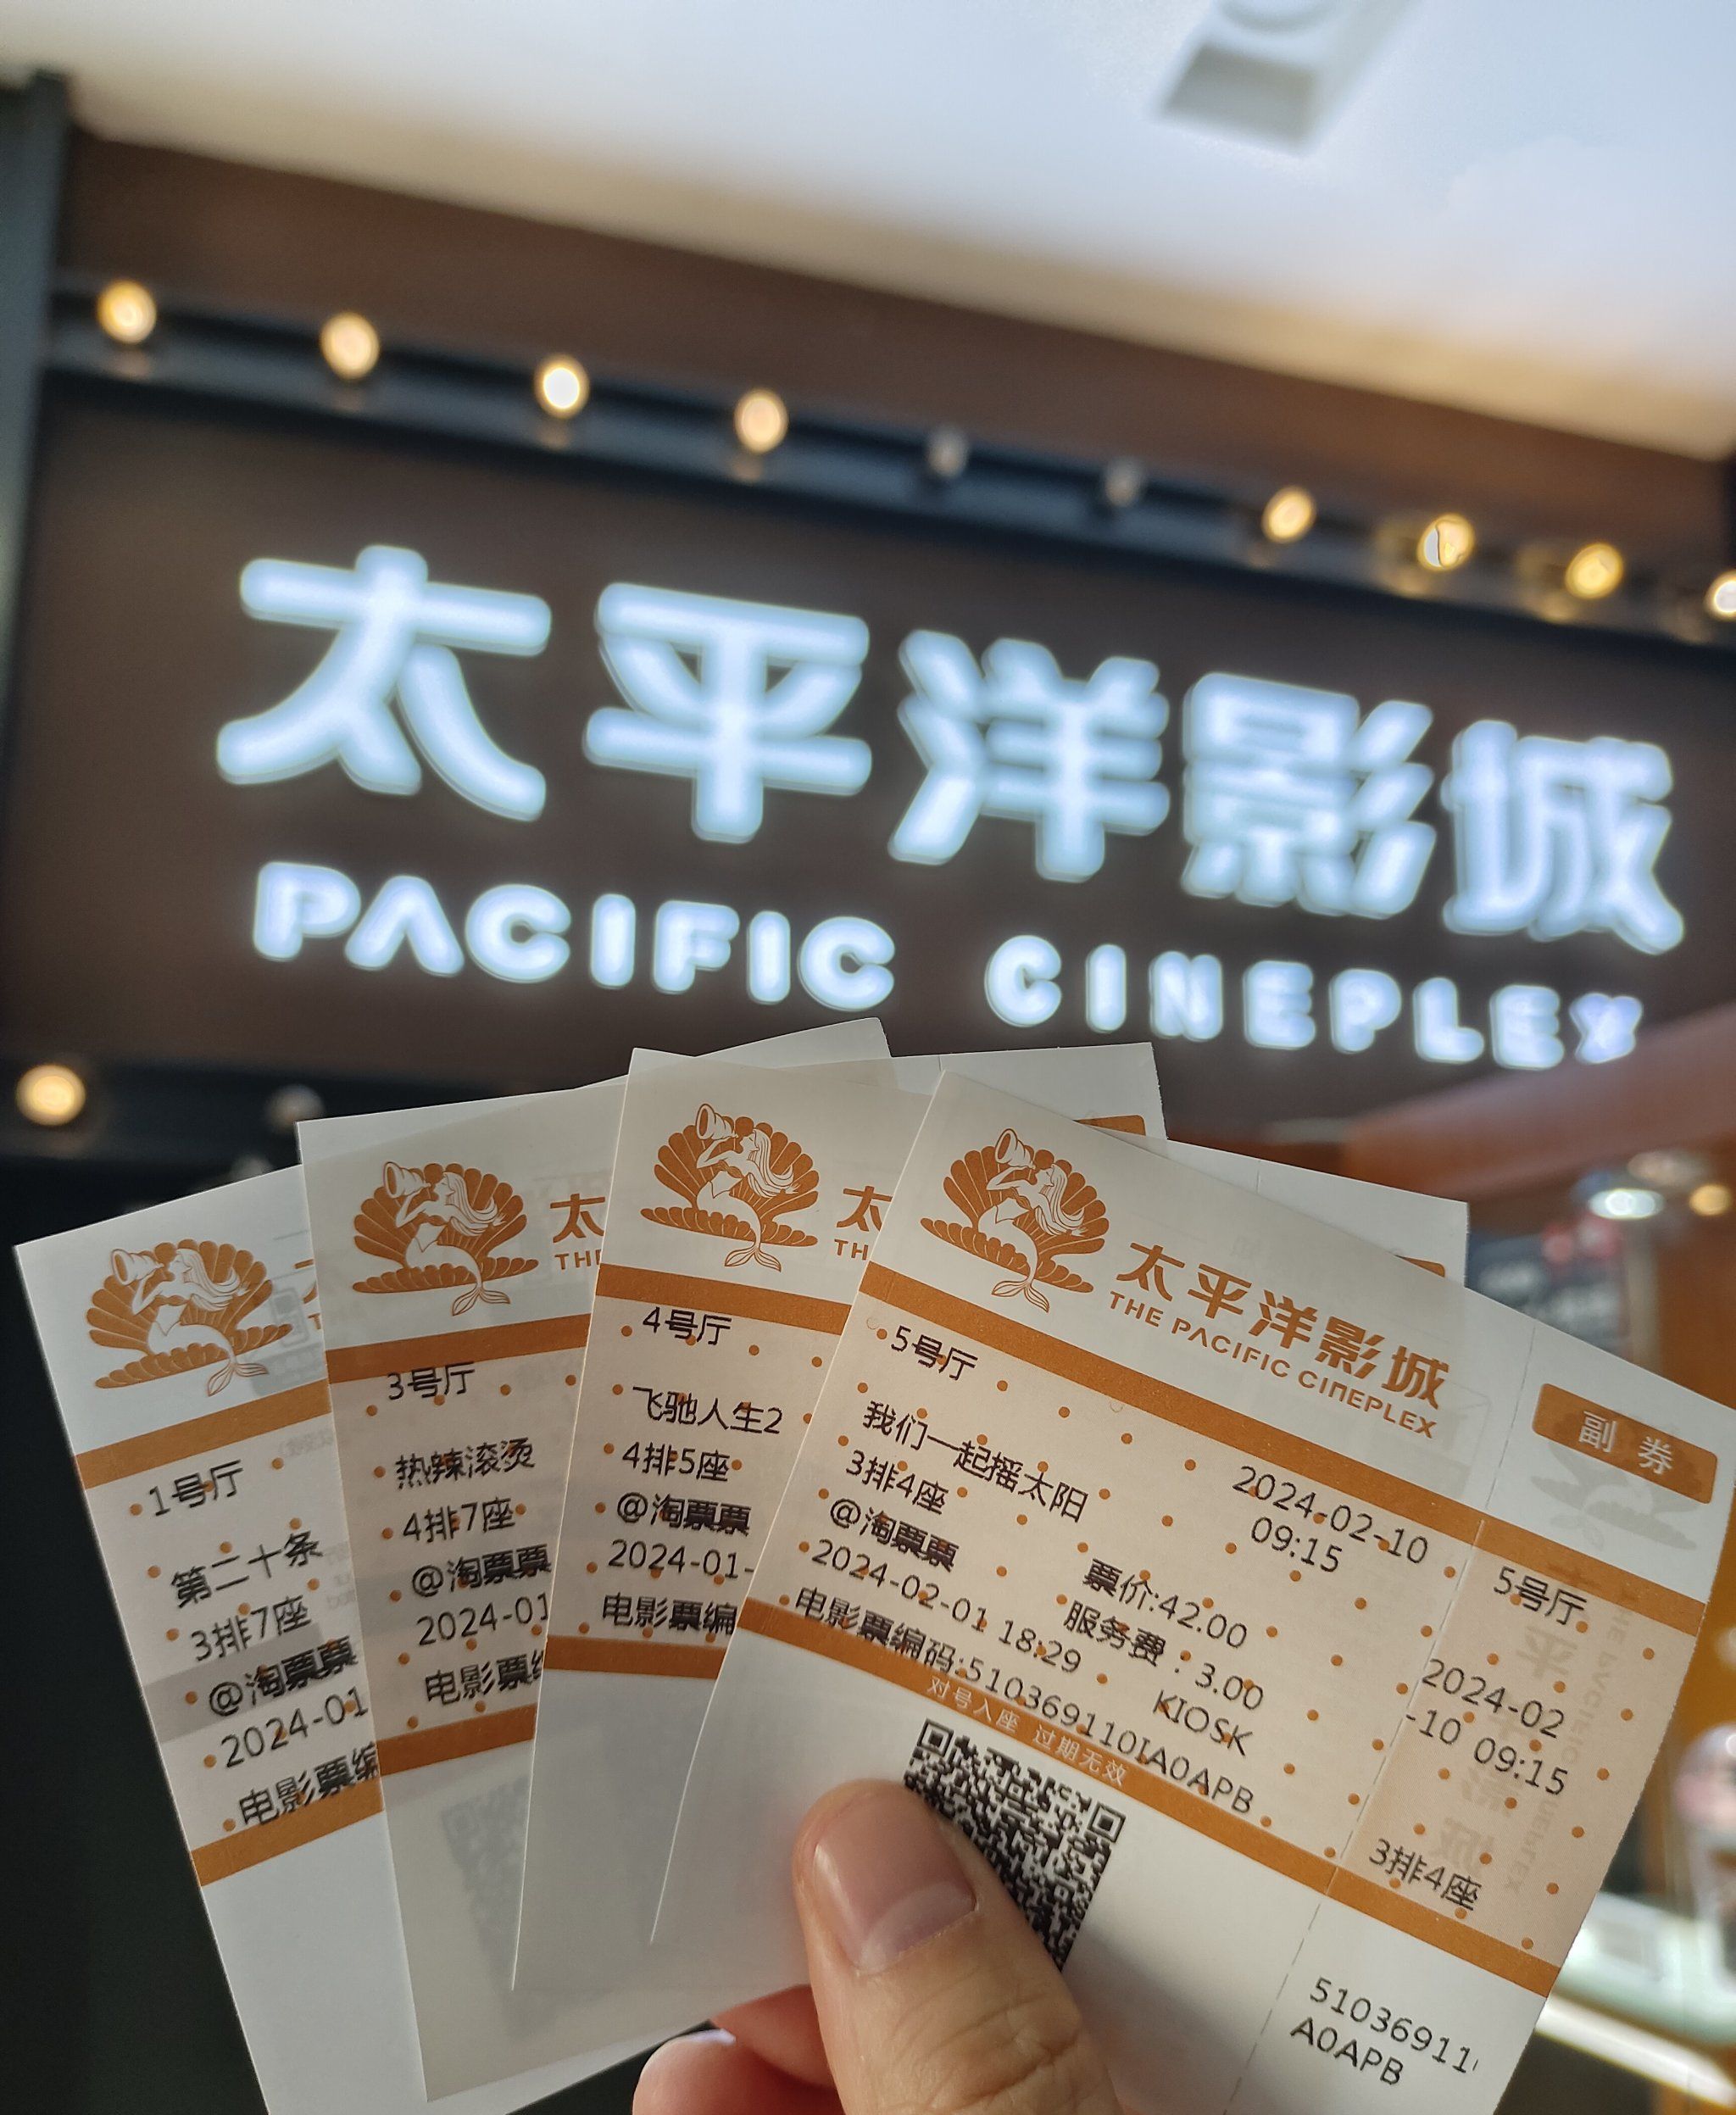 太平洋影城
PACIFIC CINEPLEX
1号厅
第二十条
3排7座
@淘票票
2024-01
电影票编
太
THE
3号厅
热辣滚烫
4排7座
@淘票票
2024-01
电影票编
太
TH
4号厅
飞驰人生2
4排5座
@淘票票
2024-01-
电影票编
太平洋影城
THE PACIFIC CINEPLEX
5号厅
我们一起摇太阳
2024-02-10
09:15
3排4座
@淘票票
票价:42.00
2024-02-01 18:29
服务费：3.00
KIOSK
电影票编码:510369110IA0APB
对号入座 过期无效
副 券
5号厅
2024-02
-10 09:15
3排4座
51036911
A0APB